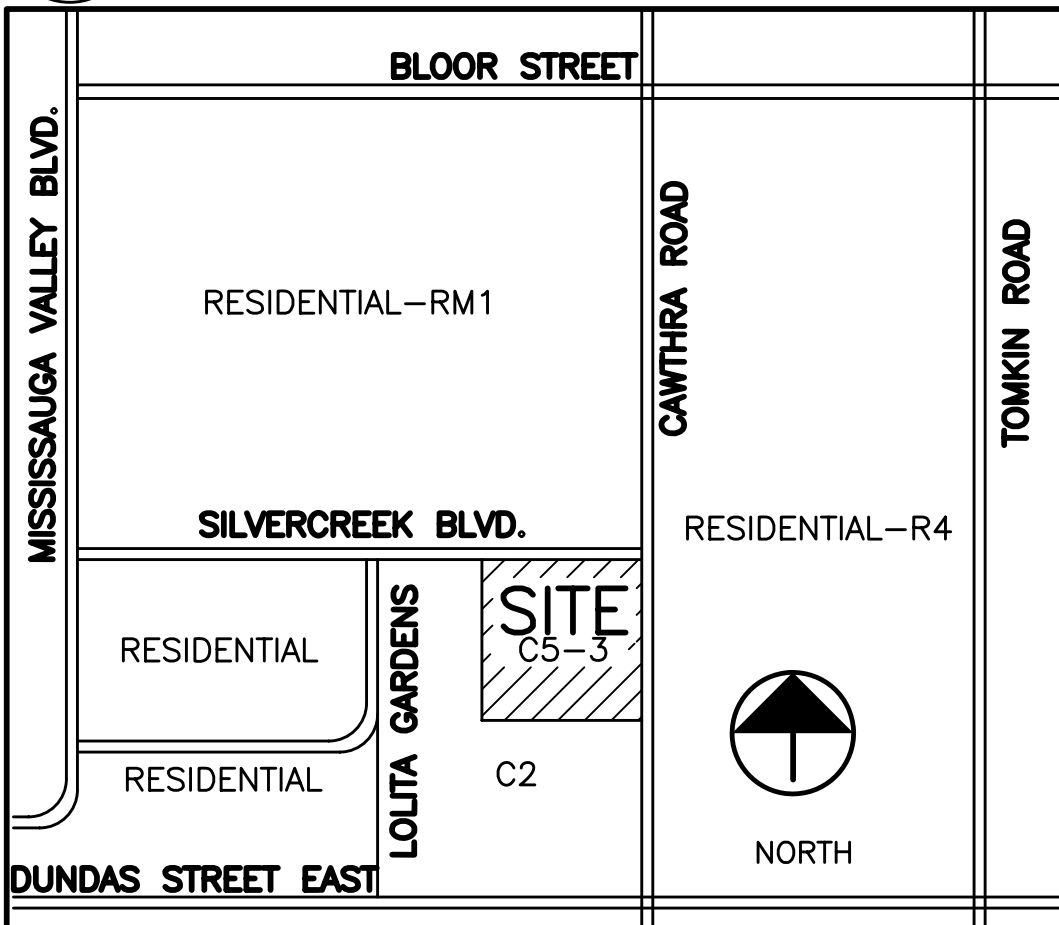 BLOOR STREET
MISSISSAUGA VALLEY BLVD.
CAWTHRA ROAD
TOMKIN ROAD
RESIDENTIAL-RM1
SILVERCREEK BLVD.
RESIDENTIAL-R4
SITE
C5-3
LOLITA GARDENS
RESIDENTIAL
RESIDENTIAL
C2
NORTH
DUNDAS STREET EAST